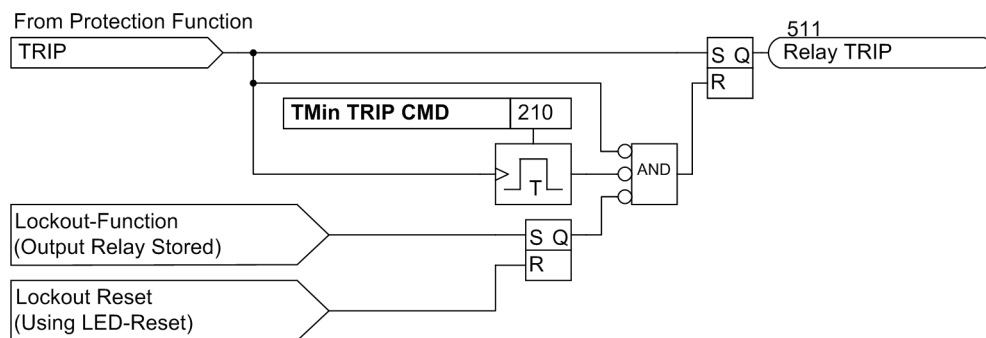 From Protection Function
TRIP
511
S Q
R
Relay TRIP
TMin TRIP CMD 210
T
AND
Lockout-Function
(Output Relay Stored)
S Q
R
Lockout Reset
(Using LED-Reset)